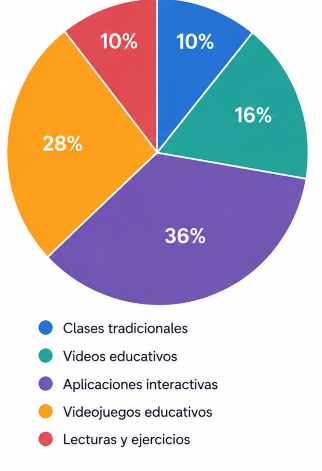 10%
10%
16%
28%
36%
Clases tradicionales
Videos educativos
Aplicaciones interactivas
Videojuegos educativos
Lecturas y ejercicios